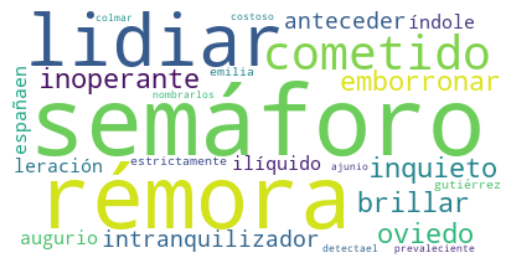 colmar costoso
lidiar anteceder índole
cometido
inoperante emilia emborronar
nombrarlos
semáforo
españaen
leración estrictamente ilíquido ajunio inquieto
rémora gutiérrez
brillar
augurio intranquilizador oviedo
detectael prevaleciente